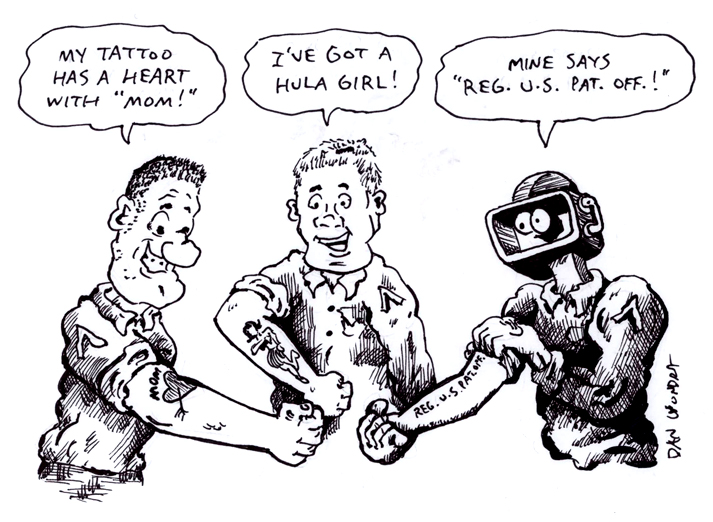 MY TATTOO
HAS A HEART
WITH "MOM!"
I'VE GOT A
HULA GIRL!
MINE SAYS
"REG. U.S. PAT. OFF.!"
MOM
REG. U.S. PAT. OFF.